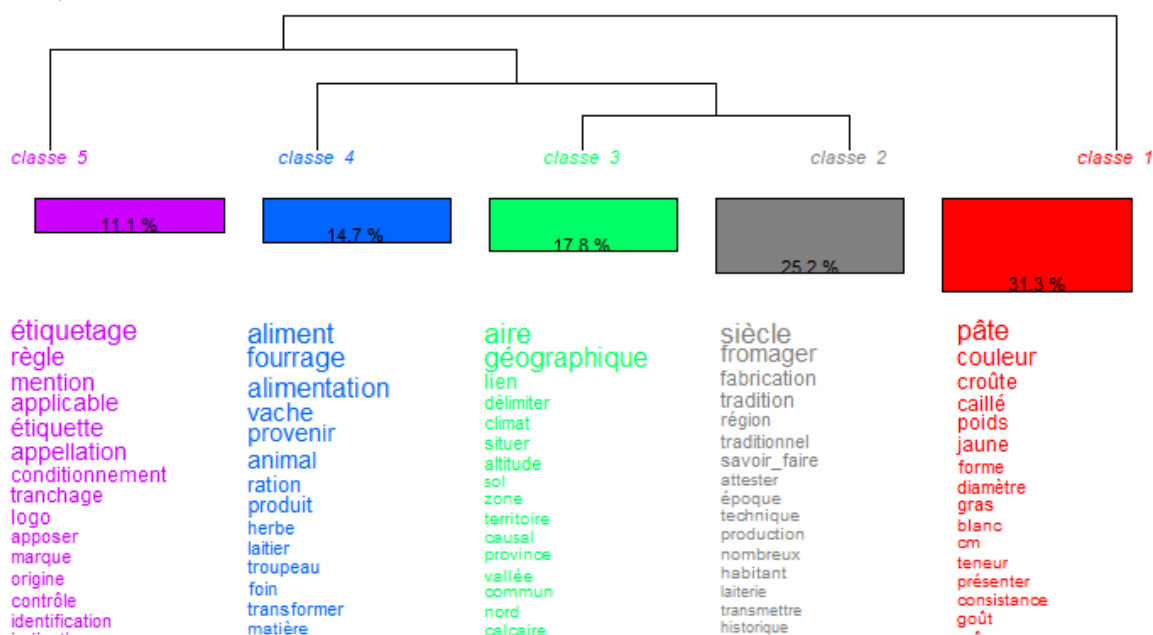 classe 5
classe 4
classe 3
classe 2
classe 1
11.1 %
14.7 %
17.8 %
25.2 %
31.3 %
étiquetage
règle
mention
applicable
étiquette
appellation
conditionnement
tranchage
logo
apposer
marque
origine
contrôle
identification
aliment
fourrage
alimentation
vache
provenir
animal
ration
produit
herbe
laitier
troupeau
foin
transformer
matière
aire
géographique
lien
délimiter
climat
situer
altitude
sol
zone
territoire
causal
province
vallée
commun
nord
calcaire
siècle
fromager
fabrication
tradition
région
traditionnel
savoir_faire
attester
époque
technique
production
nombreux
habitant
laiterie
transmettre
historique
pâte
couleur
croûte
caillé
poids
jaune
forme
diamètre
gras
blanc
cm
teneur
présenter
consistance
goût